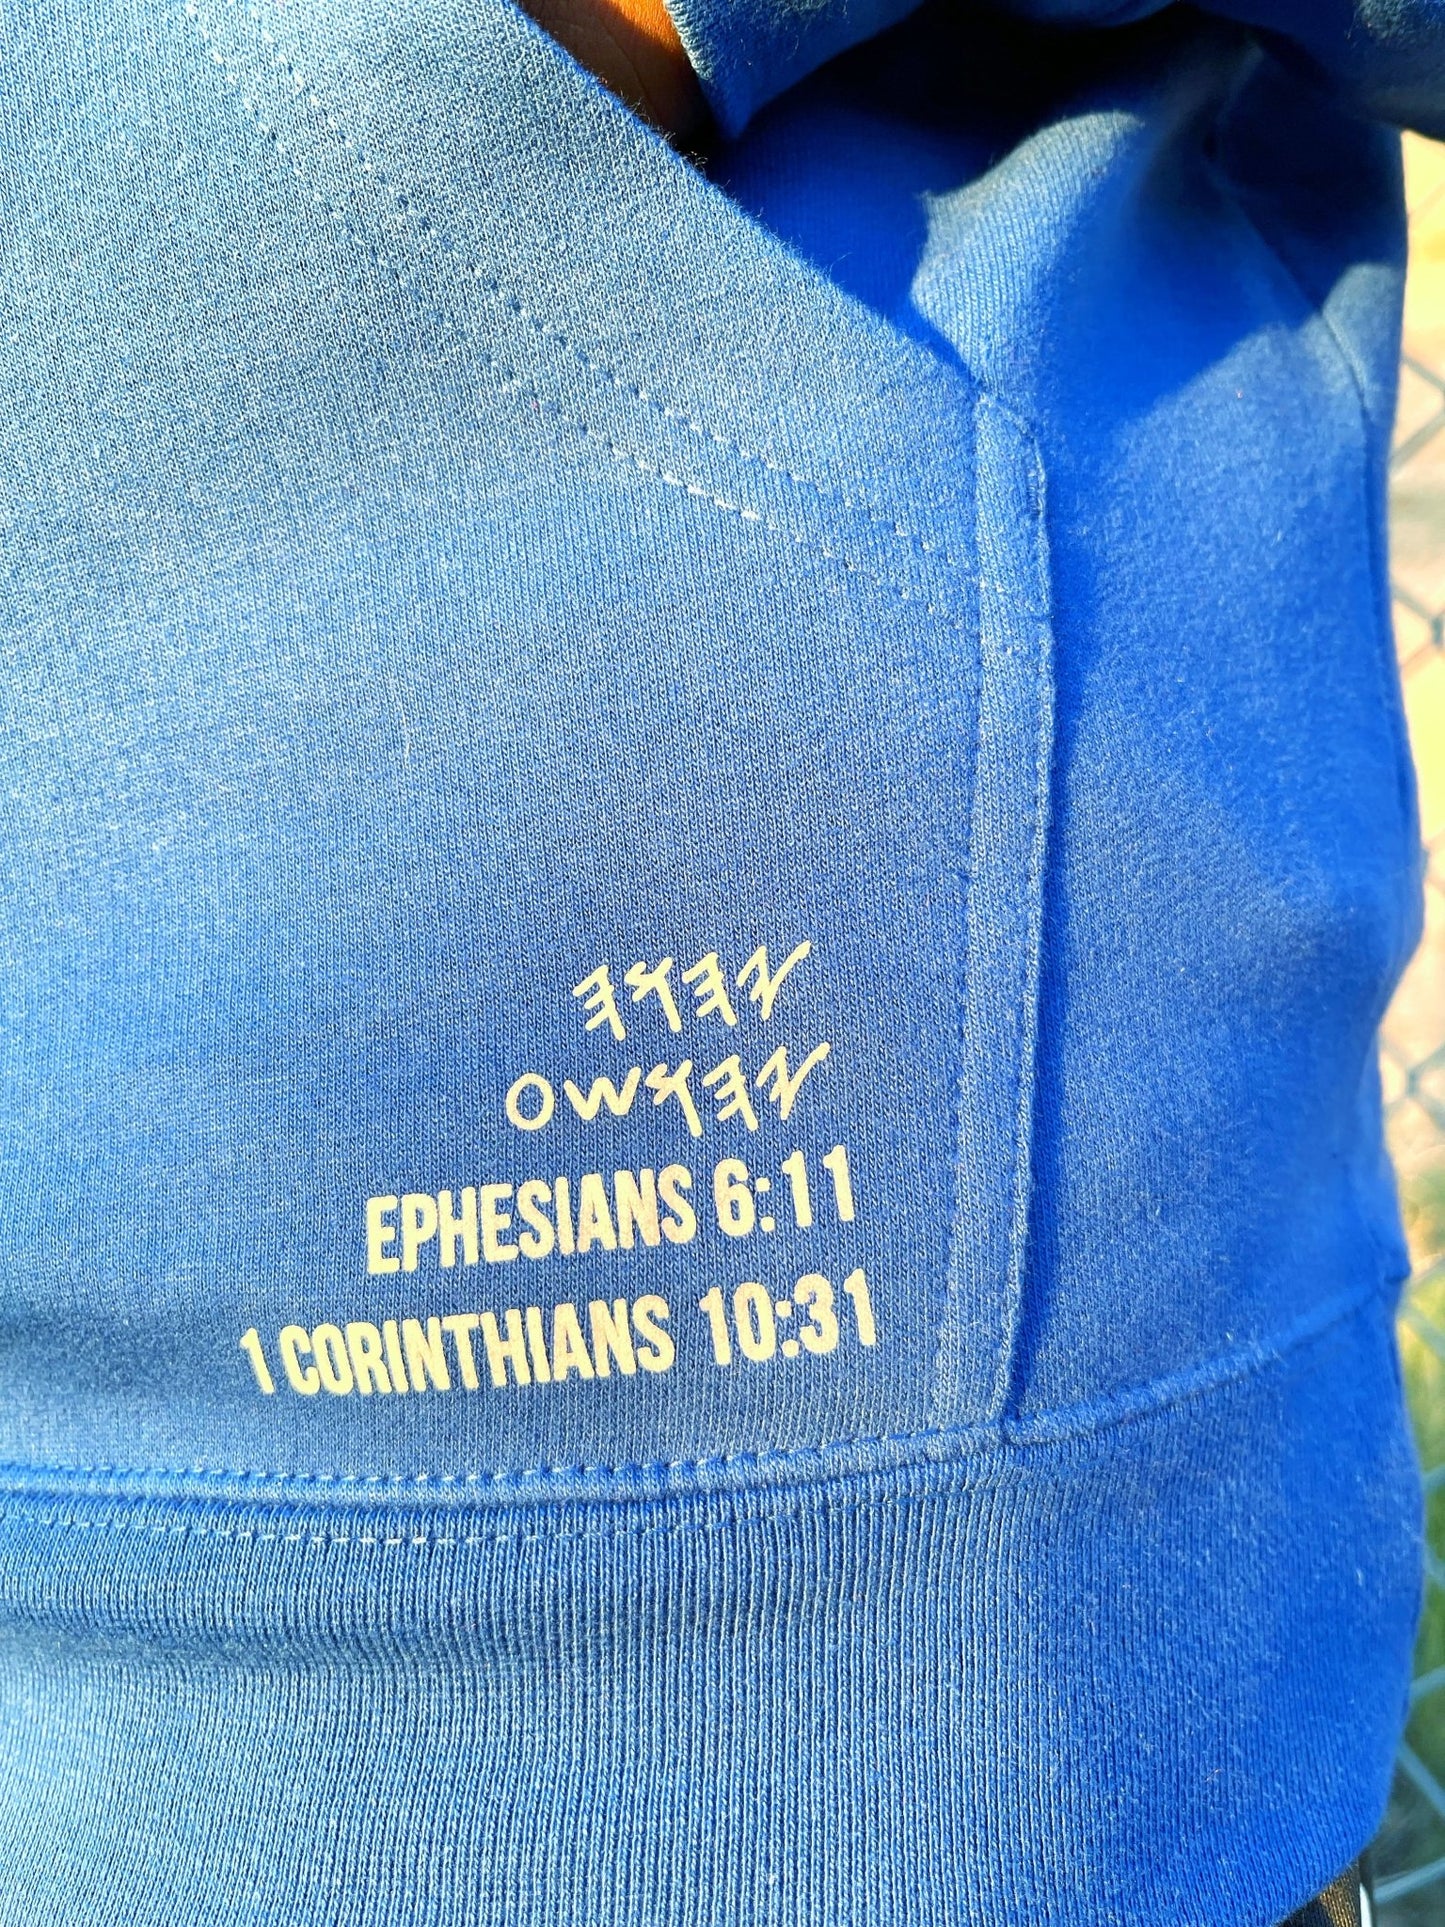 𐤉𐤄𐤅𐤄
𐤉𐤄𐤅𐤔𐤏
EPHESIANS 6:11
1 CORINTHIANS 10:31